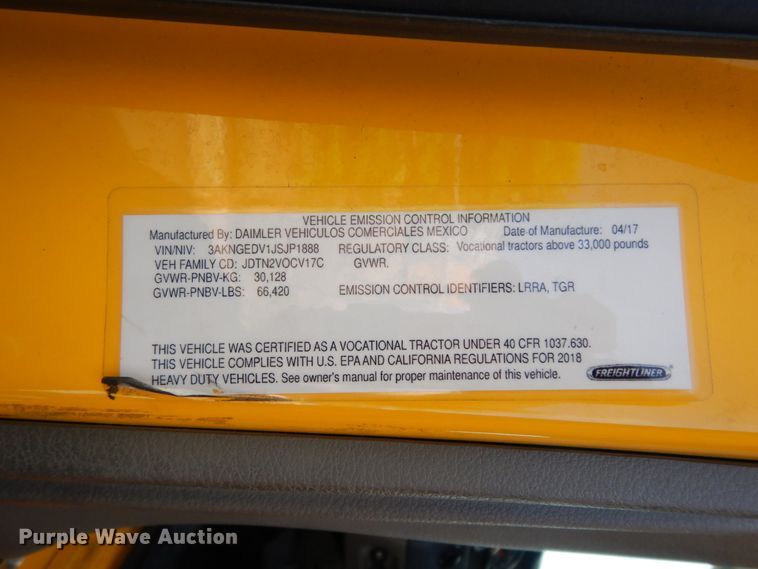 VEHICLE EMISSION CONTROL INFORMATION
Manufactured By: DAIMLER VEHICULOS COMERCIALES MEXICO Date of Manufacture: 04/17
VIN/NIV: 3AKNGEDV1JSJP1888 REGULATORY CLASS: Vocational tractors above 33,000 pounds
VEH FAMILY CD: JDTN2VOCV17C GVWR.
GVWR-PNBV-KG: 30,128
GVWR-PNBV-LBS: 66,420 EMISSION CONTROL IDENTIFIERS: LRRA, TGR
THIS VEHICLE WAS CERTIFIED AS A VOCATIONAL TRACTOR UNDER 40 CFR 1037.630.
THIS VEHICLE COMPLIES WITH U.S. EPA AND CALIFORNIA REGULATIONS FOR 2018
HEAVY DUTY VEHICLES. See owner's manual for proper maintenance of this vehicle.
FREIGHTLINER
Purple Wave Auction